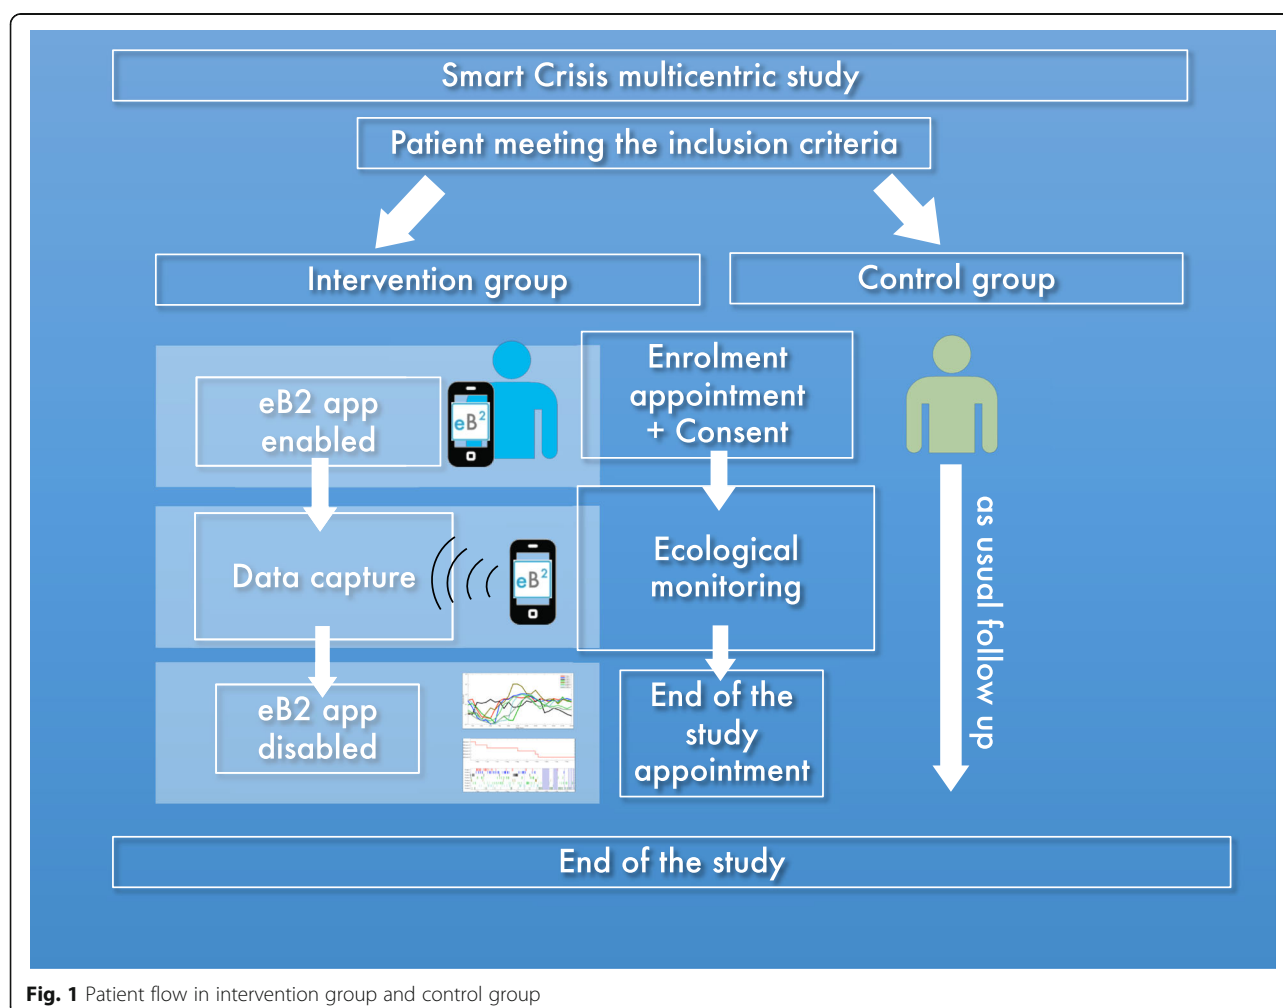 Smart Crisis multicentric study
Patient meeting the inclusion criteria
Intervention group
Control group
eB2 app
enabled
eB²
Enrolment
appointment
+ Consent
Data capture
eB²
Ecological
monitoring
as usual follow up
eB2 app
disabled
End of the
study
appointment
End of the study
Fig. 1 Patient flow in intervention group and control group